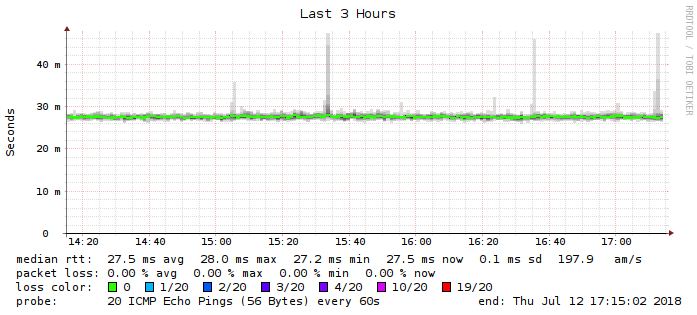 Last 3 Hours
RRDTOOL / TOBI OETIKER
Seconds
40 m
30 m
20 m
10 m
0
14:20 14:40 15:00 15:20 15:40 16:00 16:20 16:40 17:00
median rtt: 27.5 ms avg 28.0 ms max 27.2 ms min 27.5 ms now 0.1 ms sd 197.9 am/s
packet loss: 0.00 % avg 0.00 % max 0.00 % min 0.00 % now
loss color: 0 1/20 2/20 3/20 4/20 10/20 19/20
probe: 20 ICMP Echo Pings (56 Bytes) every 60s end: Thu Jul 12 17:15:02 2018